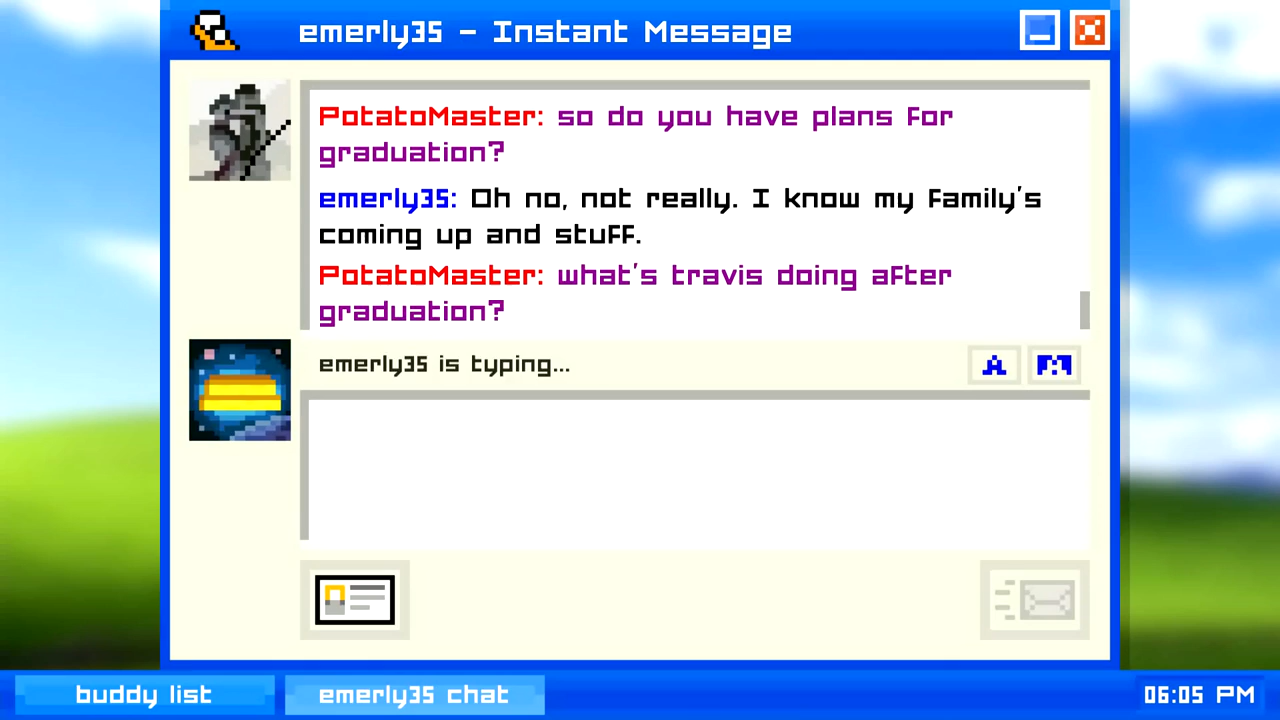 emerly35 - Instant Message
PotatoMaster: so do you have plans for
graduation?
emerly35: Oh no, not really. I know my family's
coming up and stuff.
PotatoMaster: what's travis doing after
graduation?
emerly35 is typing...
A
buddy list
emerly35 chat
06:05 PM